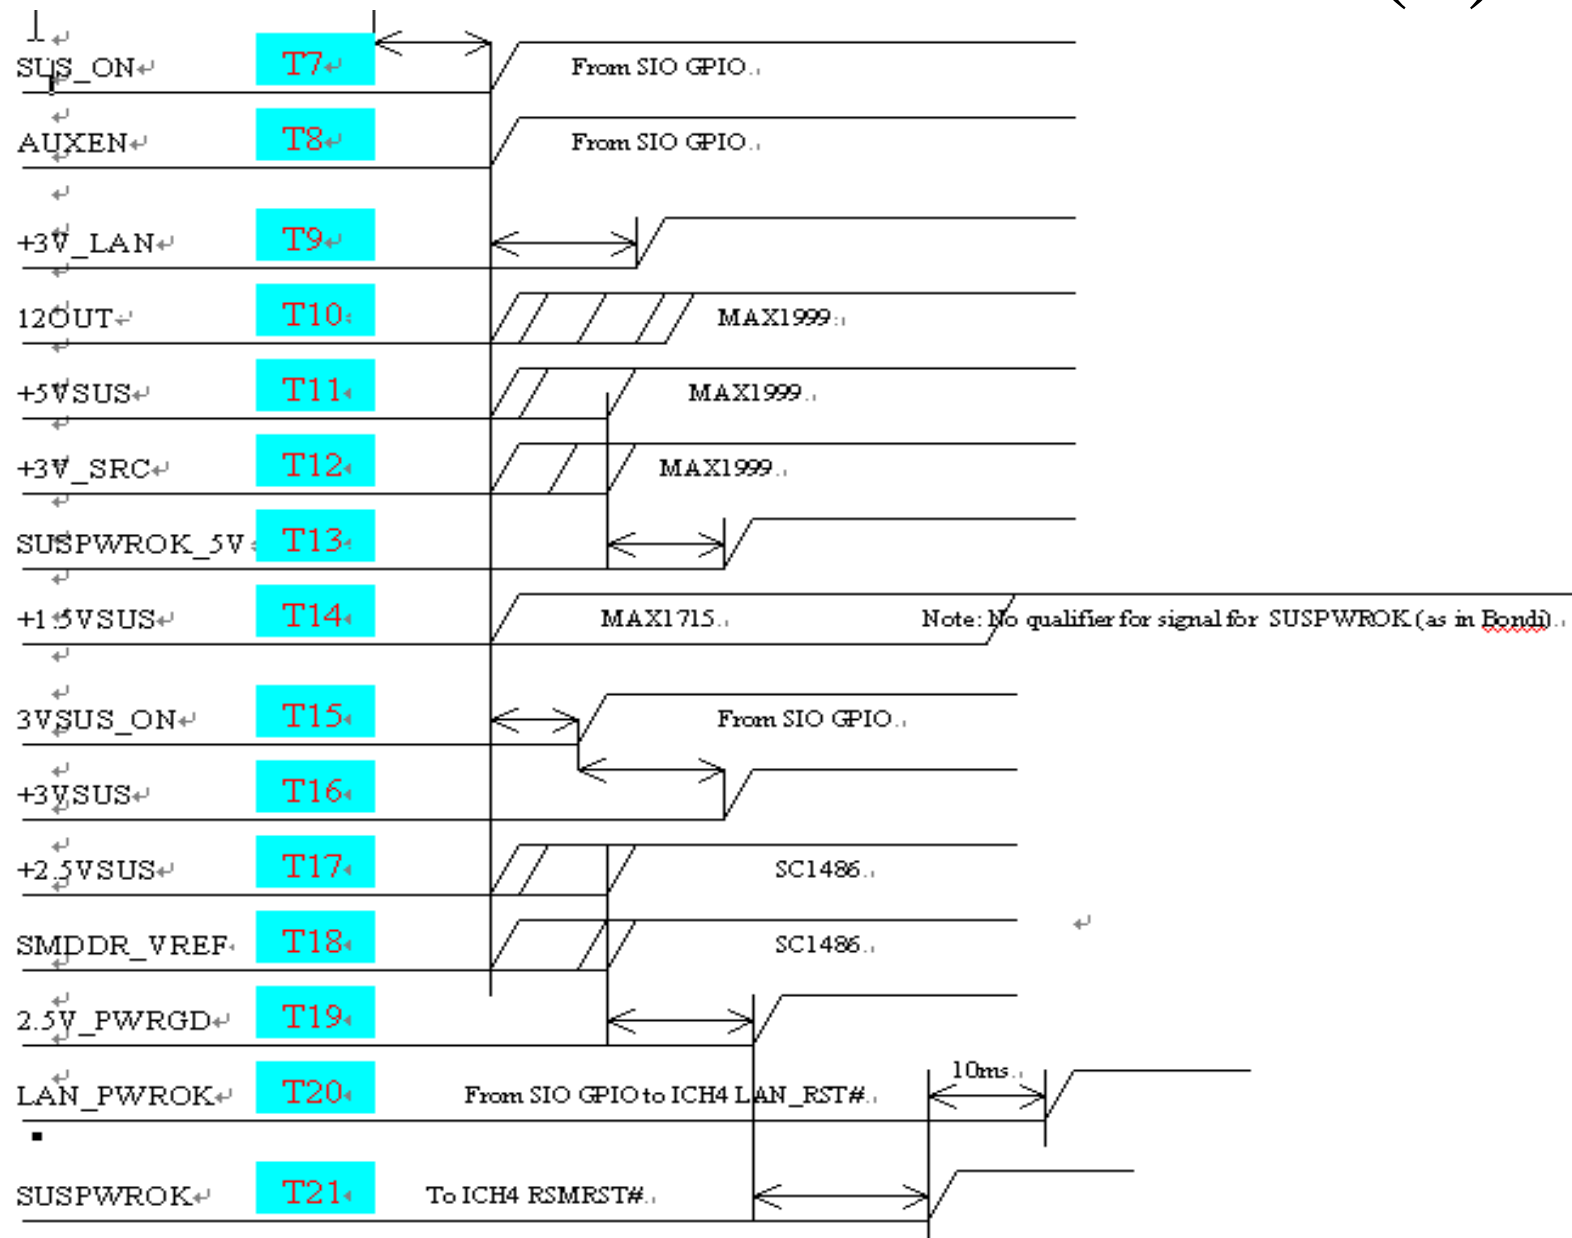 SUS_ON T7 From SIO GPIO
AUXEN T8 From SIO GPIO
+3V_LAN T9
12OUT T10 MAX1999
+5VSUS T11 MAX1999
+3V_SRC T12 MAX1999
SUSPWROK_5V T13
+1.5VSUS T14 MAX1715 Note: No qualifier for signal for SUSPWROK (as in Bondi)
3VSUS_ON T15 From SIO GPIO
+3VSUS T16
+2.5VSUS T17 SC1486
SMDDR_VREF T18 SC1486
2.5V_PWRGD T19
10ms
LAN_PWROK T20 From SIO GPIO to ICH4 LAN_RST#
SUSPWROK T21 To ICH4 RSMRST#